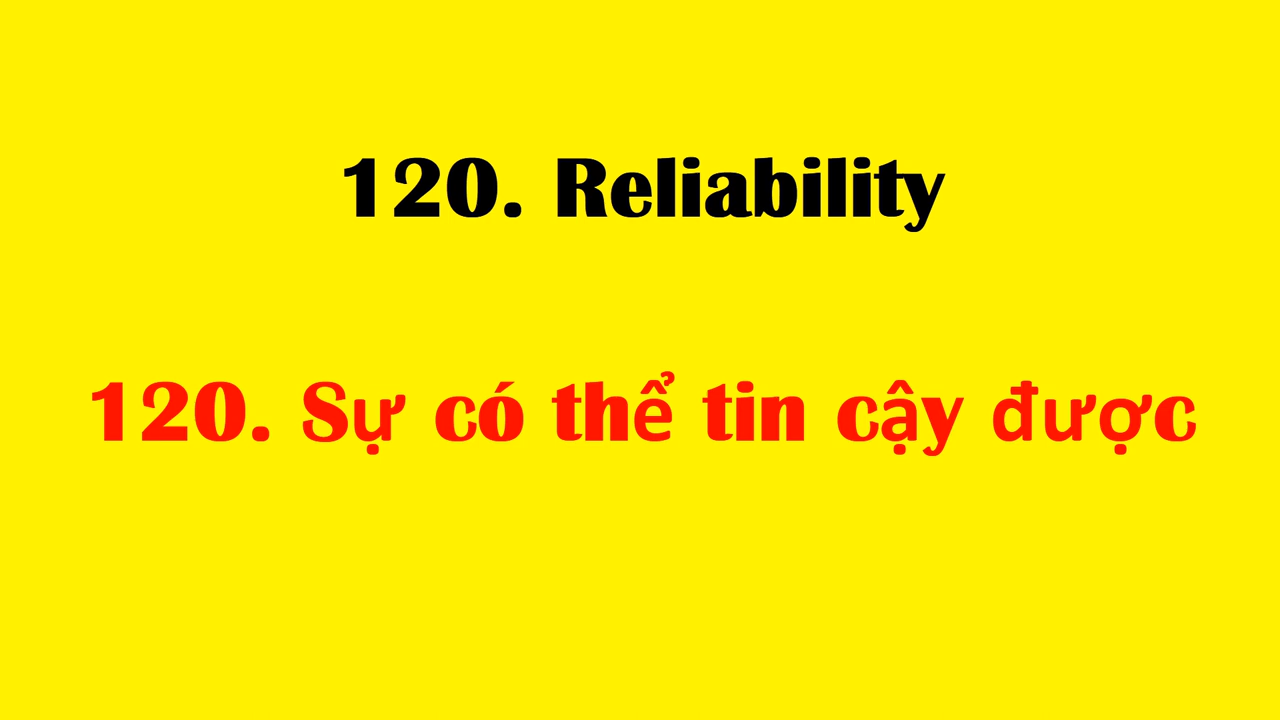 120. Reliability
120. Sự có thể tin cậy được